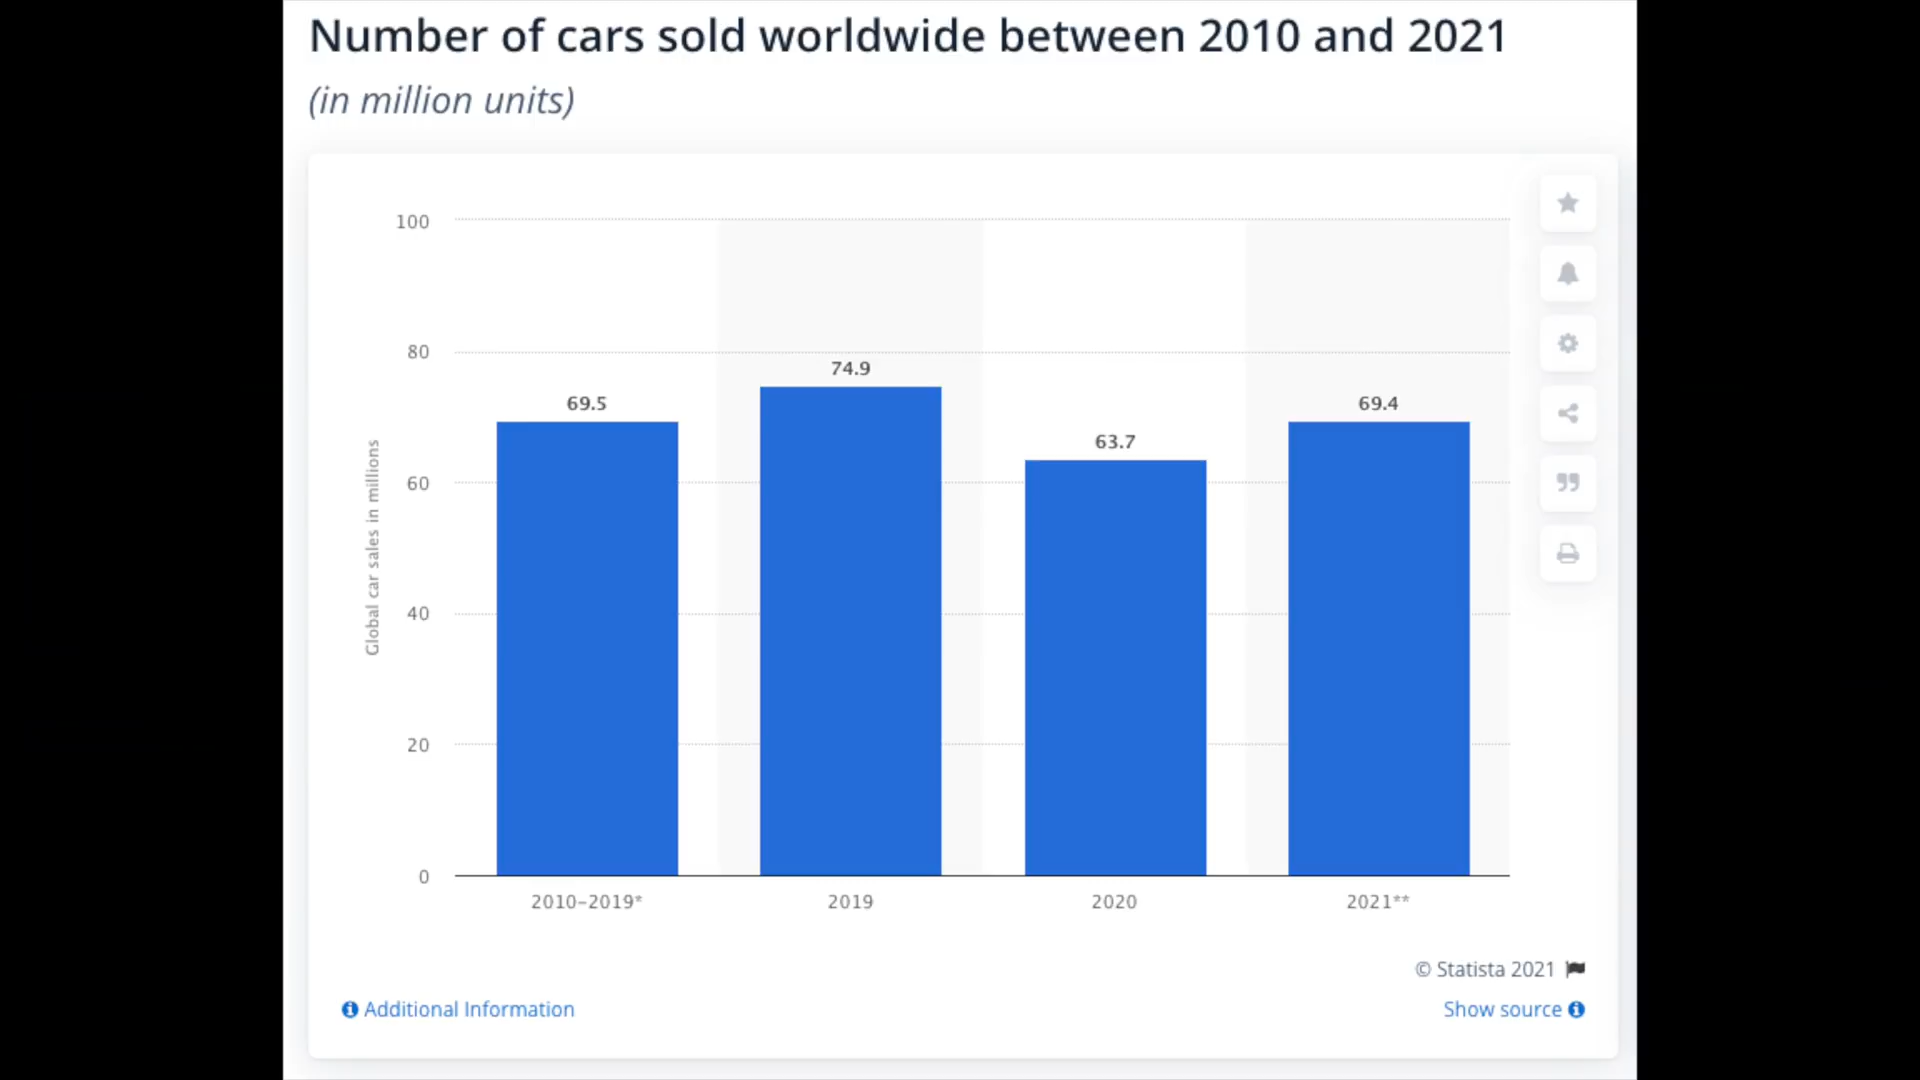 Number of cars sold worldwide between 2010 and 2021
(in million units)
100
80
60
40
20
0
Global car sales in millions
69.5
74.9
63.7
69.4
2010–2019*
2019
2020
2021**
© Statista 2021
Additional Information
Show source